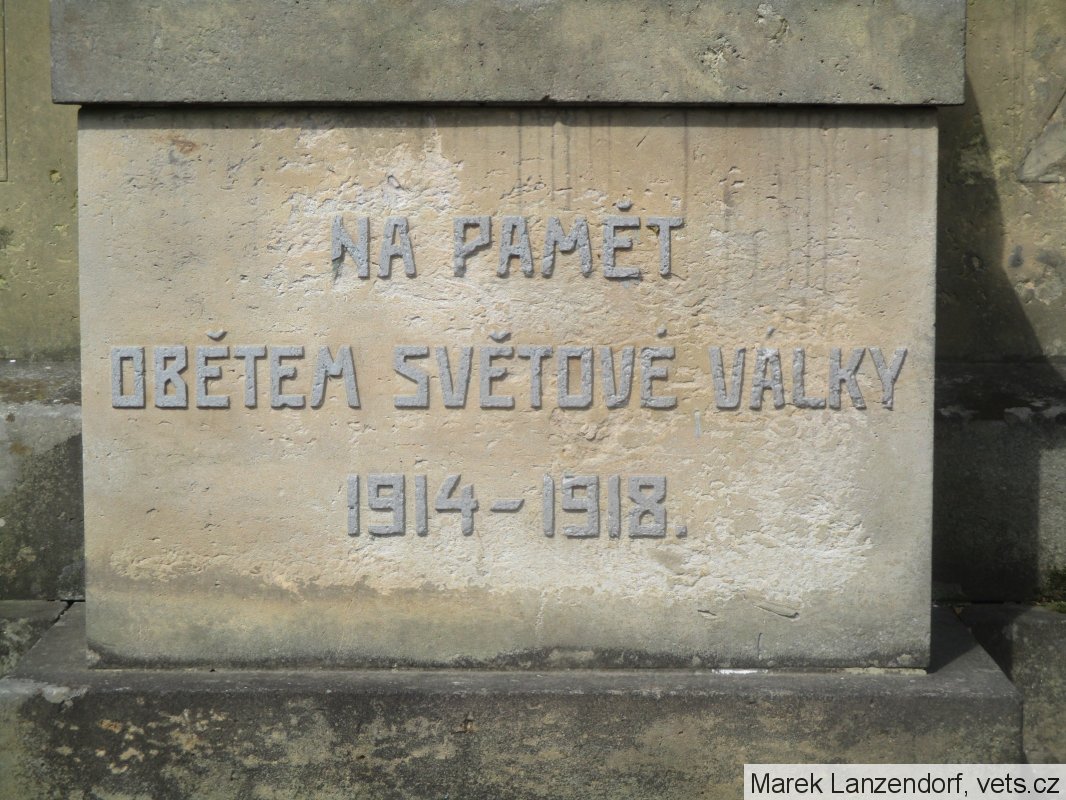 NA PAMĚT
OBĚTEM SVĚTOVÉ VÁLKY
1914-1918.
Marek Lanzendorf, vets.cz